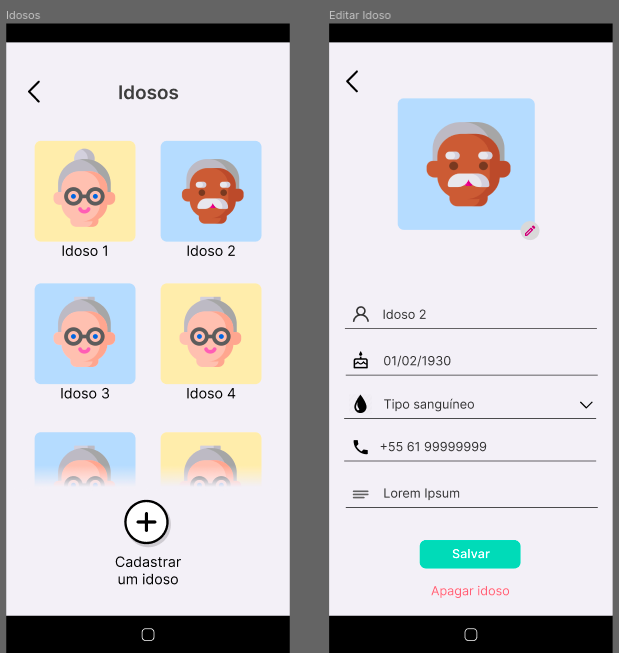 Idosos
Idosos
Idoso 1
Idoso 2
Idoso 3
Idoso 4
Cadastrar
um idoso
Editar Idoso
Idoso 2
01/02/1930
Tipo sanguíneo
+55 61 99999999
Lorem Ipsum
Salvar
Apagar idoso